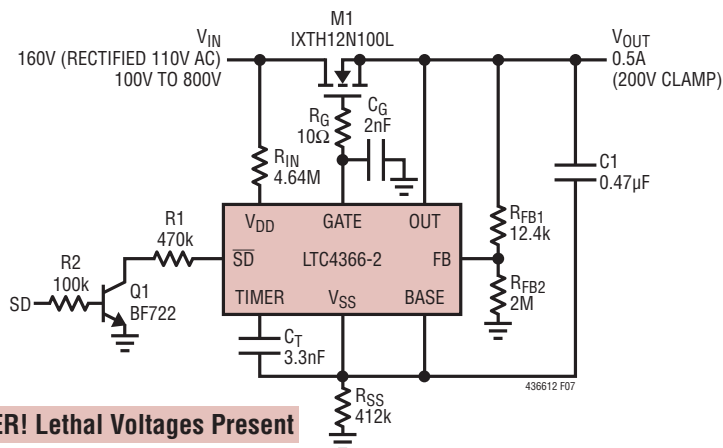 M1
IXTH12N100L
VIN
160V (RECTIFIED 110V AC)
100V TO 800V
VOUT
0.5A
(200V CLAMP)
RG
10Ω
CG
2nF
RIN
4.64M
C1
0.47µF
R1
470k
VDD
GATE
OUT
RFB1
12.4k
R2
100k
SD
LTC4366-2
FB
SD
Q1
BF722
TIMER
VSS
BASE
RFB2
2M
CT
3.3nF
436612 F07
RSS
412k
ER! Lethal Voltages Present